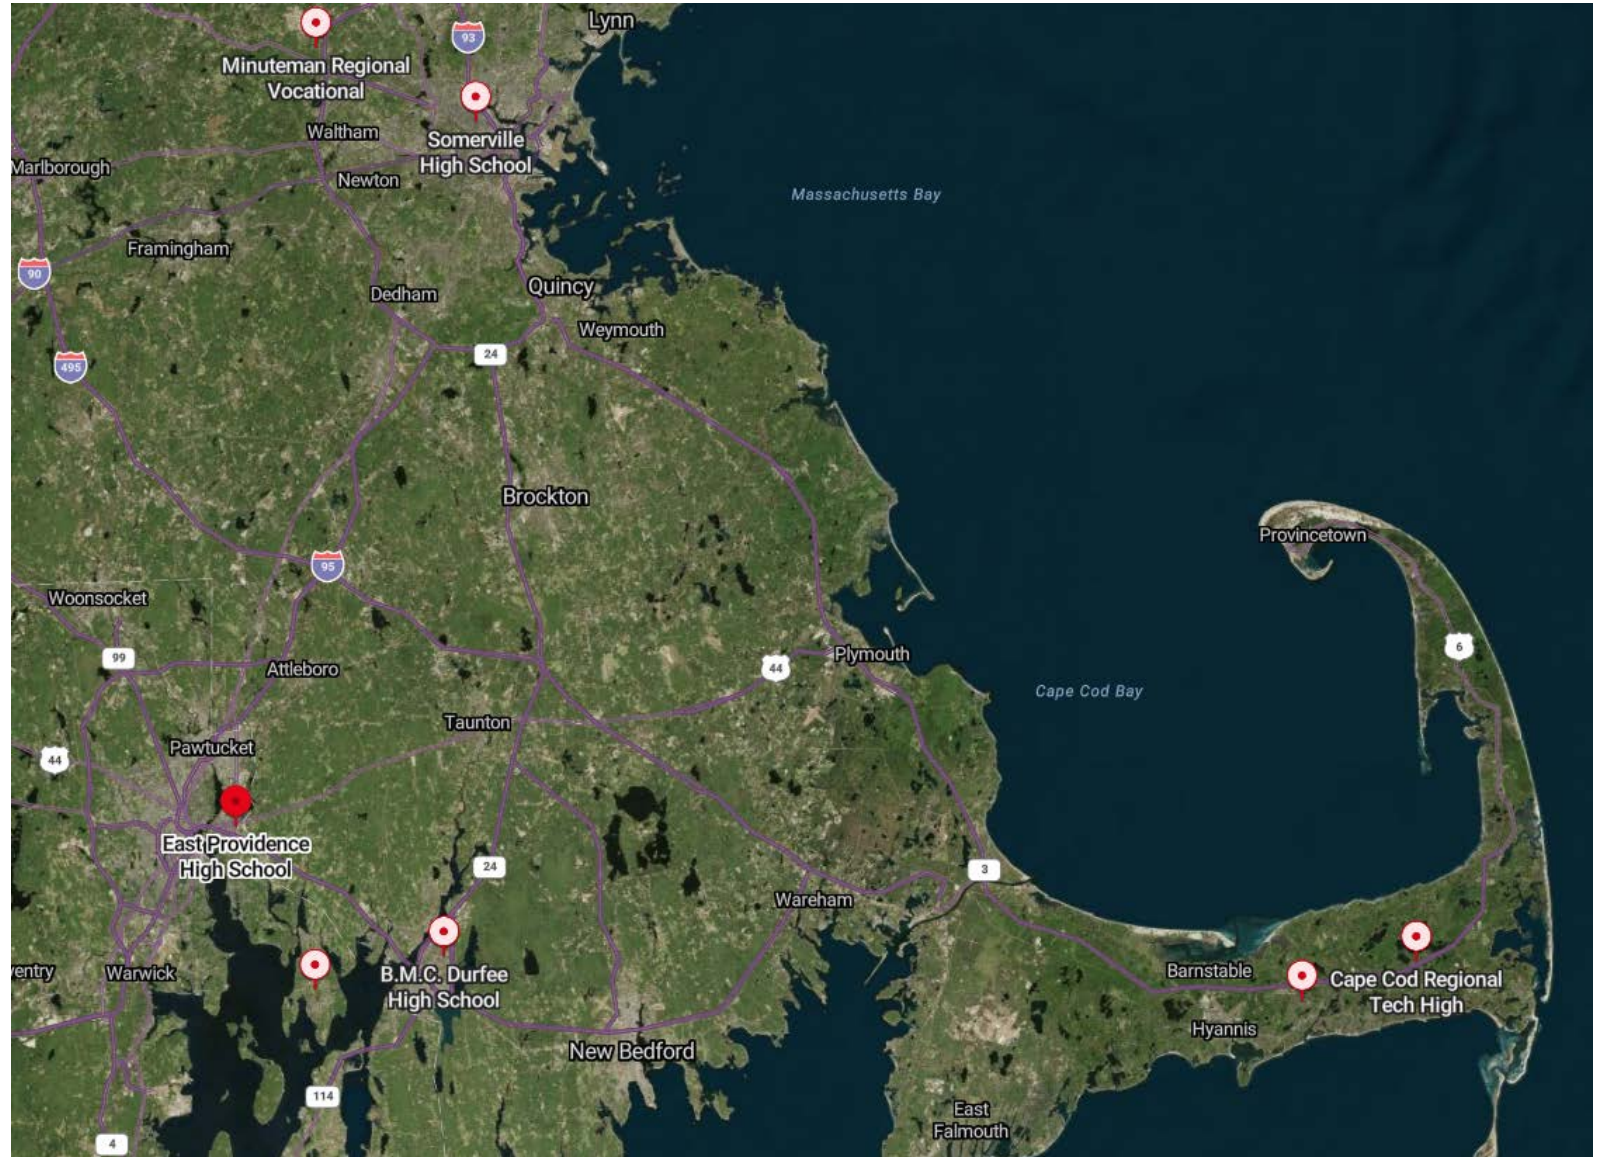 Lynn
93
Minuteman Regional
Vocational
Waltham
Somerville
High School
Marlborough
Newton
Massachusetts Bay
Framingham
90
Dedham
Quincy
Weymouth
24
495
Brockton
Provincetown
95
Woonsocket
99
6
Plymouth
44
Attleboro
Cape Cod Bay
Taunton
Pawtucket
44
East Providence
High School
24
3
Wareham
ventry
Warwick
B.M.C. Durfee
High School
Barnstable
Cape Cod Regional
Tech High
Hyannis
New Bedford
114
East
Falmouth
4